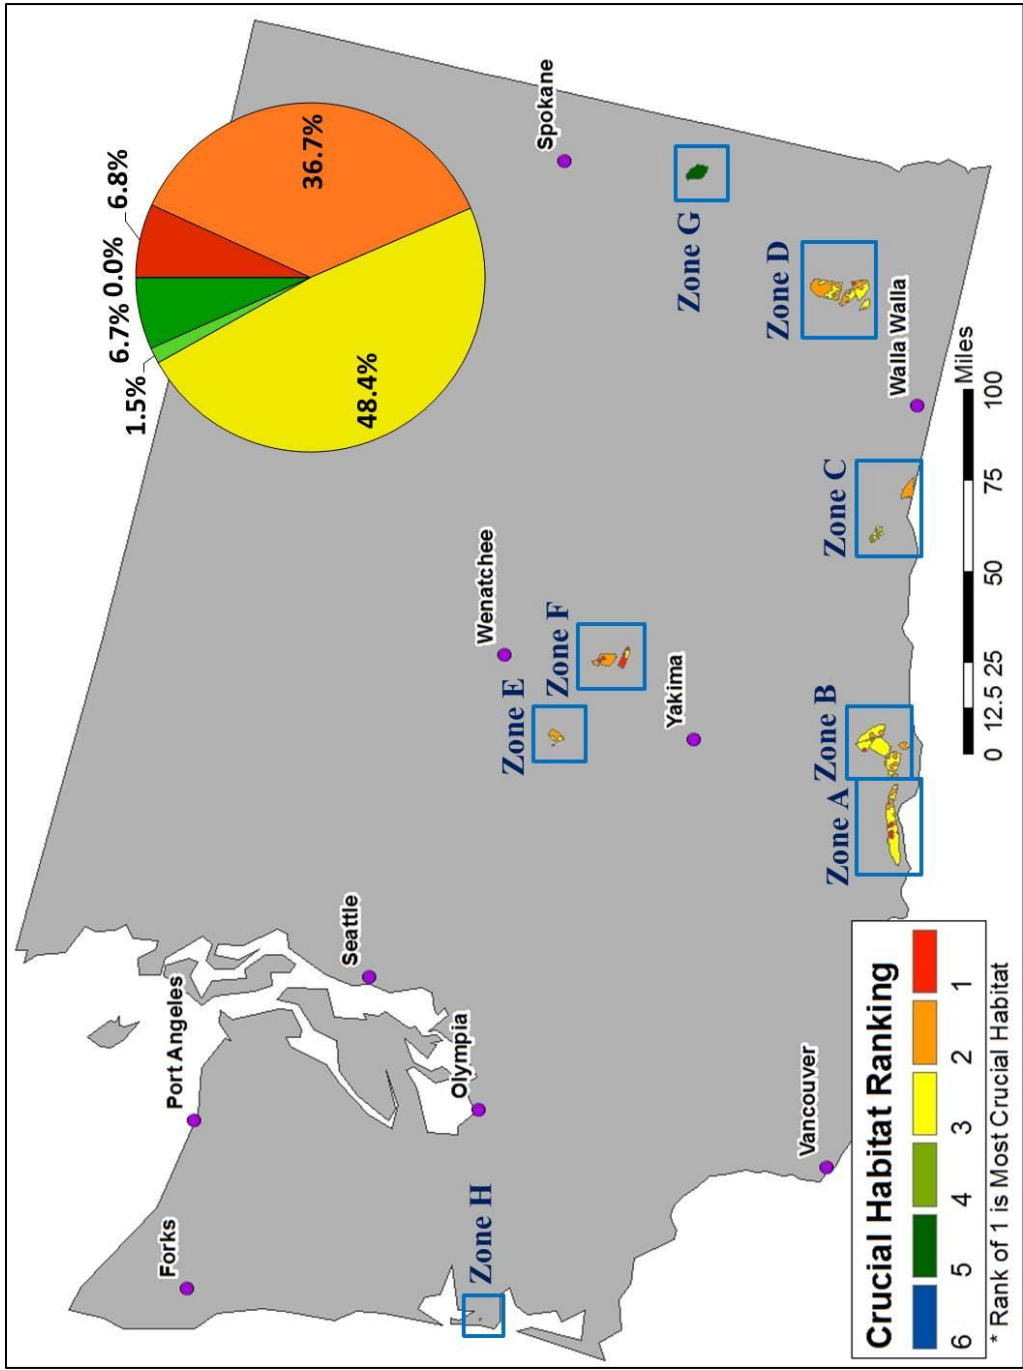 Forks
Port Angeles
Seattle
Olympia
Vancouver
Wenatchee
Yakima
Spokane
Walla Walla
Zone H
Zone A
Zone B
Zone E
Zone F
Zone C
Zone D
Zone G
1.5%
6.7%
0.0%
6.8%
36.7%
48.4%
Miles
0 12.5 25 50 75 100
Crucial Habitat Ranking
6 5 4 3 2 1
* Rank of 1 is Most Crucial Habitat